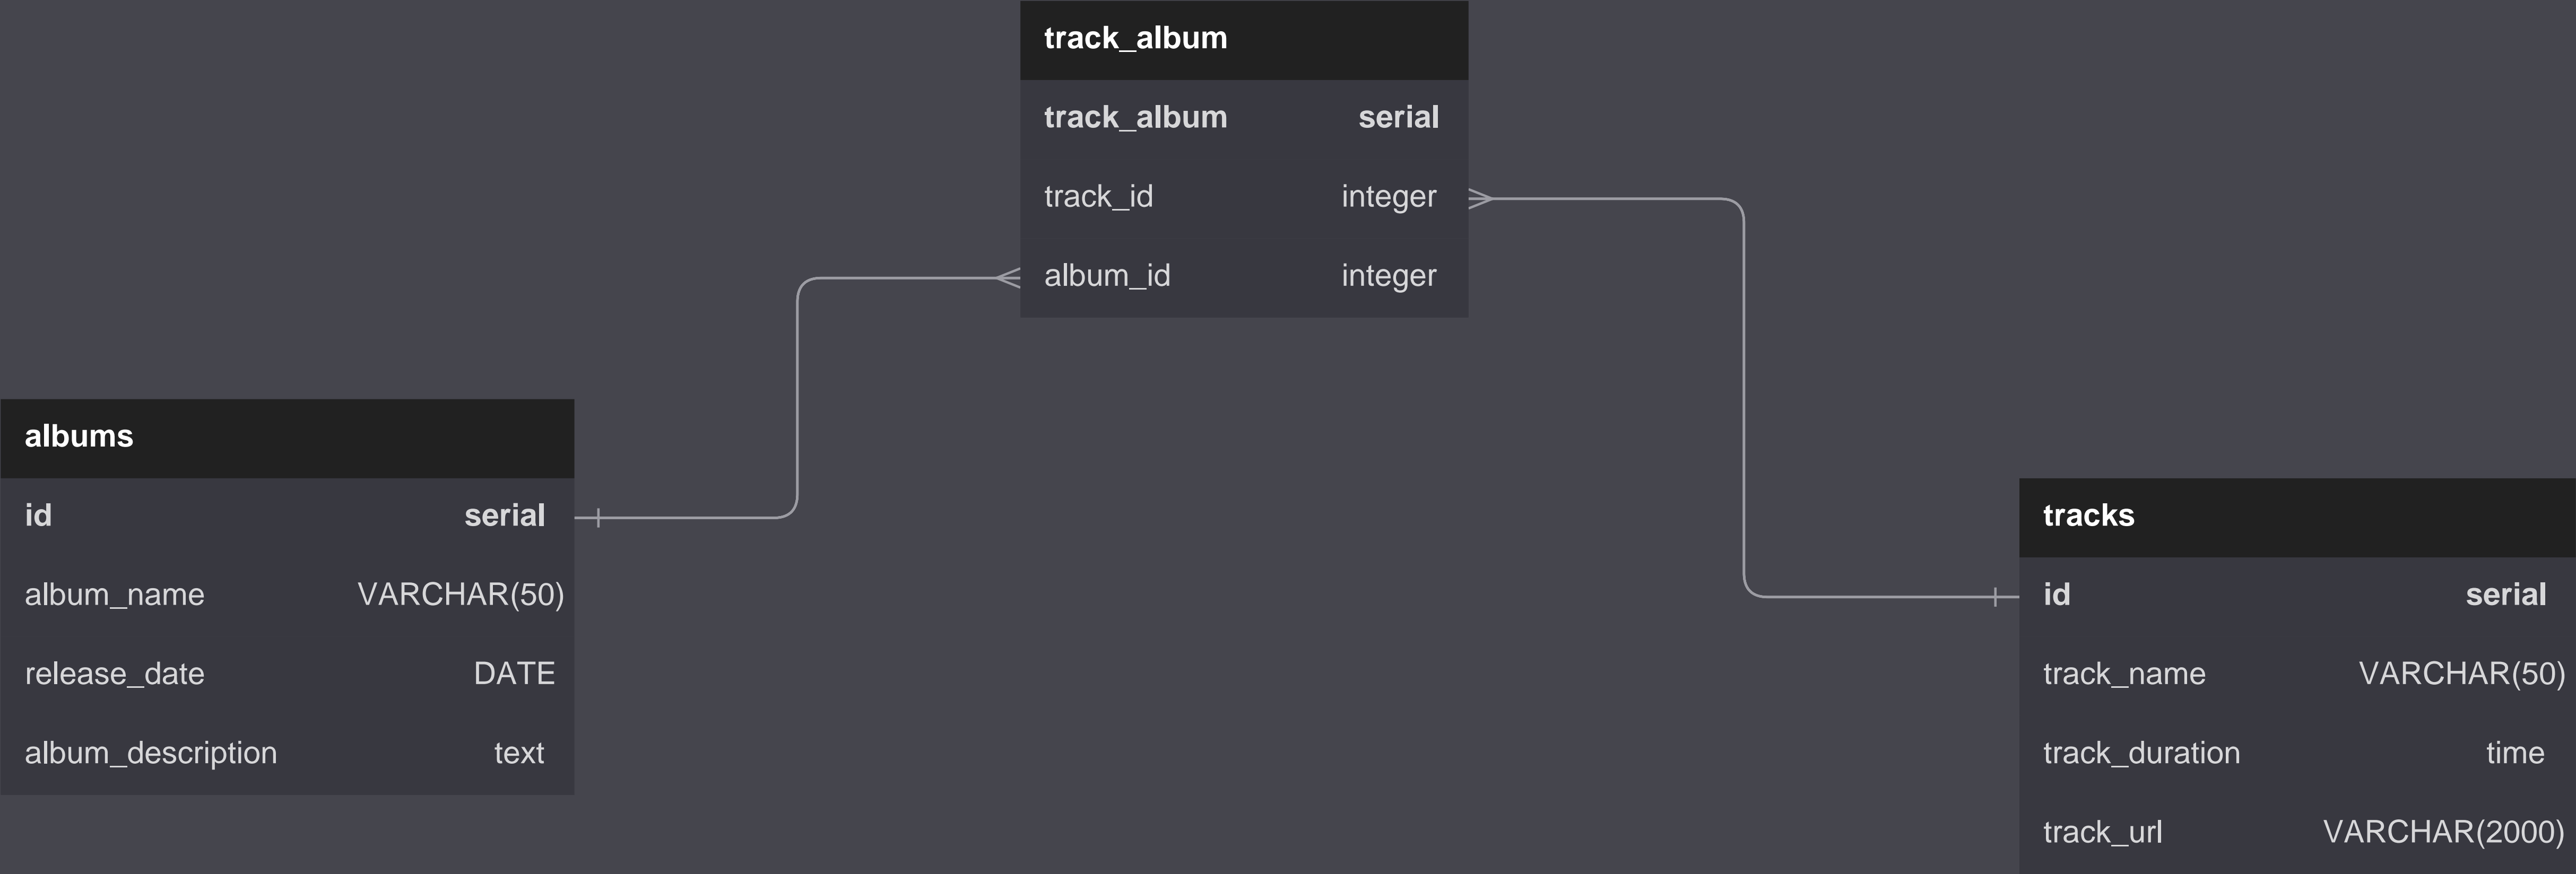 track_album
track_album serial
track_id integer
album_id integer
albums
id serial
album_name VARCHAR(50)
release_date DATE
album_description text
tracks
id serial
track_name VARCHAR(50)
track_duration time
track_url VARCHAR(2000)